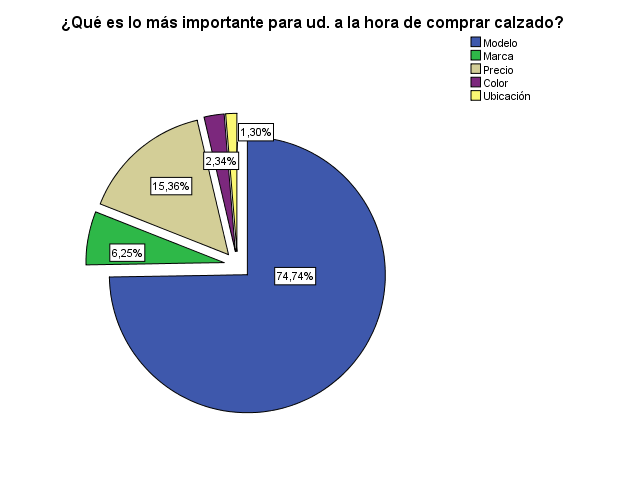 ¿Qué es lo más importante para ud. a la hora de comprar calzado?
Modelo
Marca
Precio
Color
Ubicación
1,30%
2,34%
15,36%
6,25%
74,74%